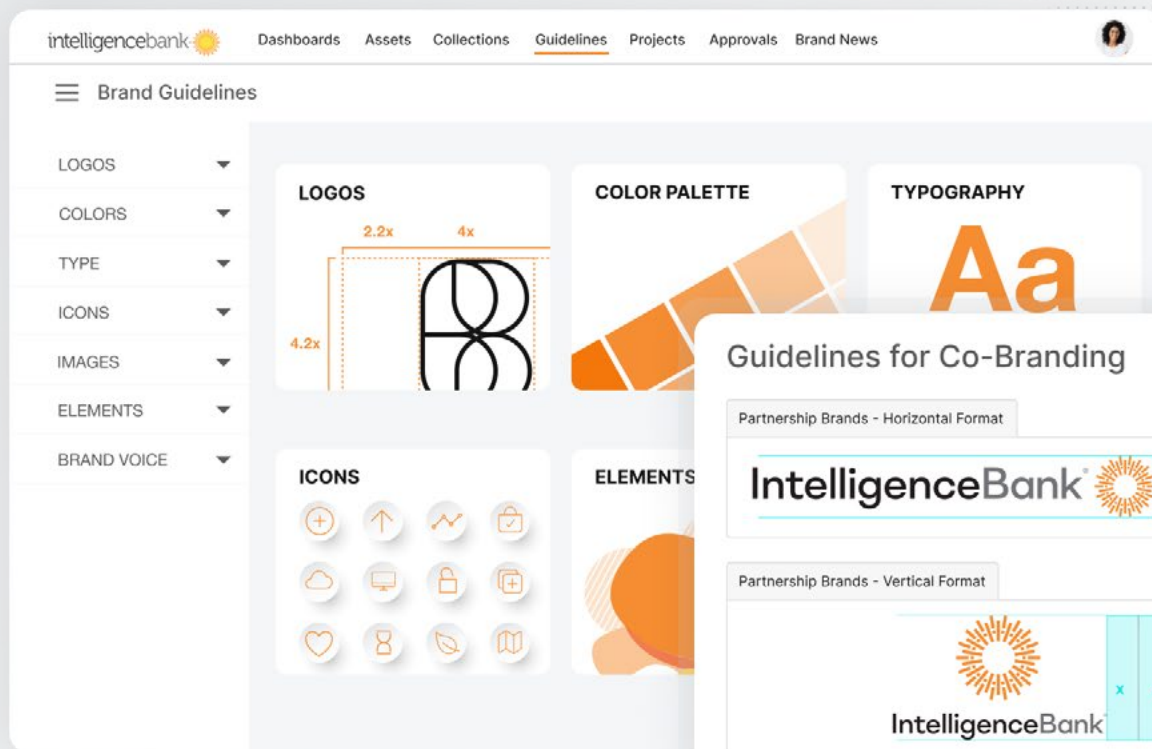 intelligencebank
Dashboards Assets Collections Guidelines Projects Approvals Brand News
Brand Guidelines
LOGOS
COLORS
TYPE
ICONS
IMAGES
ELEMENTS
BRAND VOICE
LOGOS
2.2x 4x
4.2x
COLOR PALETTE
TYPOGRAPHY
Aa
ICONS
ELEMENTS
Guidelines for Co-Branding
Partnership Brands - Horizontal Format
IntelligenceBank
Partnership Brands - Vertical Format
x
IntelligenceBank